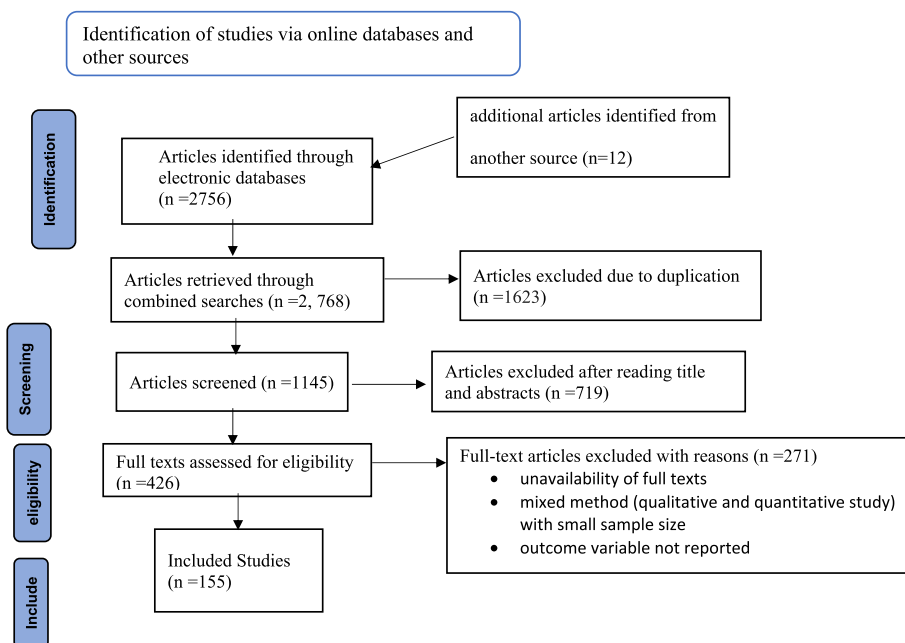 Identification of studies via online databases and
other sources
Identification
additional articles identified from
another source (n=12)
Articles identified through
electronic databases
(n =2756)
Articles retrieved through
combined searches (n =2, 768)
Articles excluded due to duplication
(n =1623)
Screening
Articles screened (n =1145)
Articles excluded after reading title
and abstracts (n =719)
eligibility
Full texts assessed for eligibility
(n =426)
Full-text articles excluded with reasons (n =271)
• unavailability of full texts
• mixed method (qualitative and quantitative study)
with small sample size
• outcome variable not reported
Include
Included Studies
(n =155)